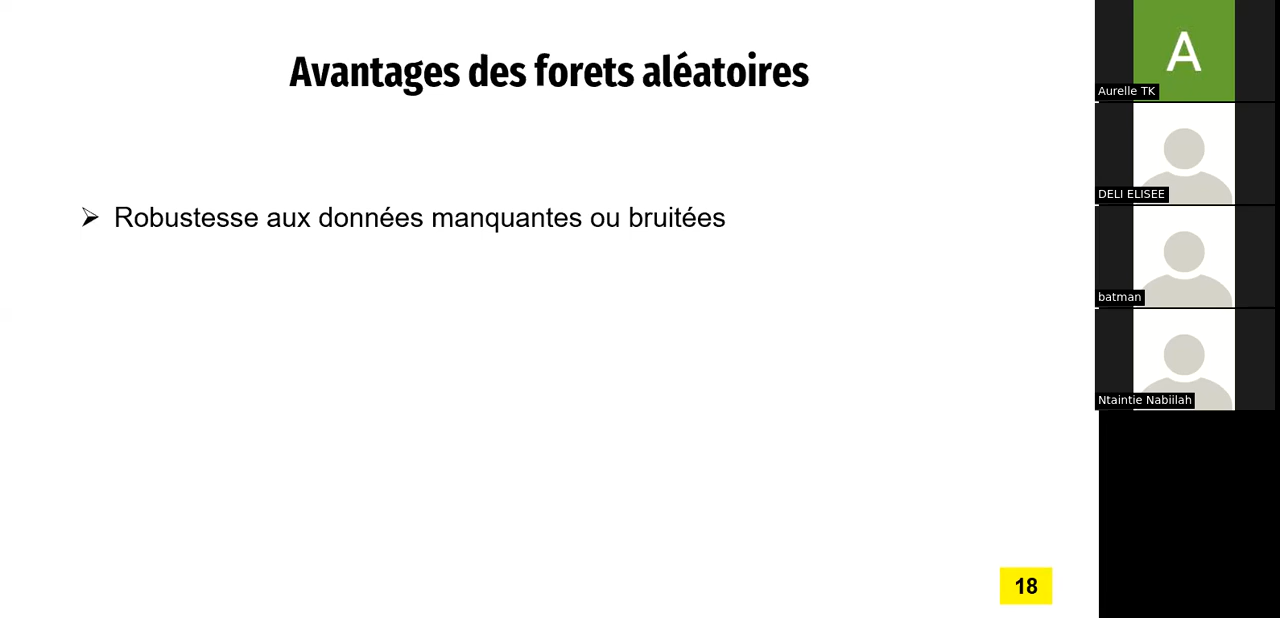 Avantages des forets aléatoires
➢ Robustesse aux données manquantes ou bruitées
18
A
Aurelle TK
DELI ELISEE
batman
Ntaintie Nabiilah